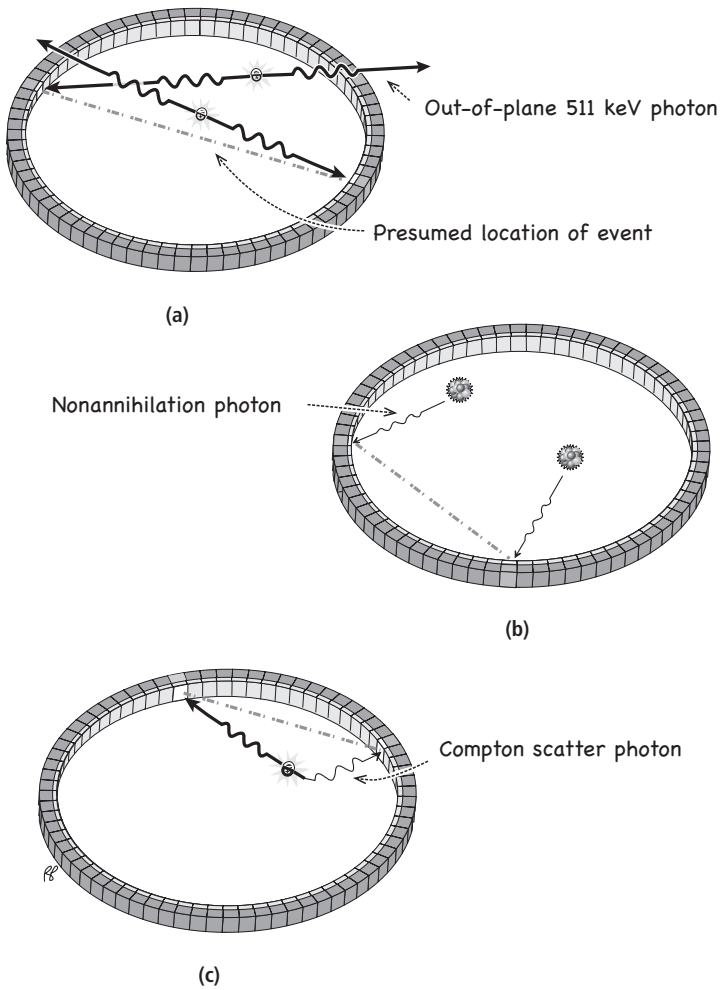 Out-of-plane 511 keV photon
Presumed location of event
(a)
Nonannihilation photon
(b)
Compton scatter photon
(c)